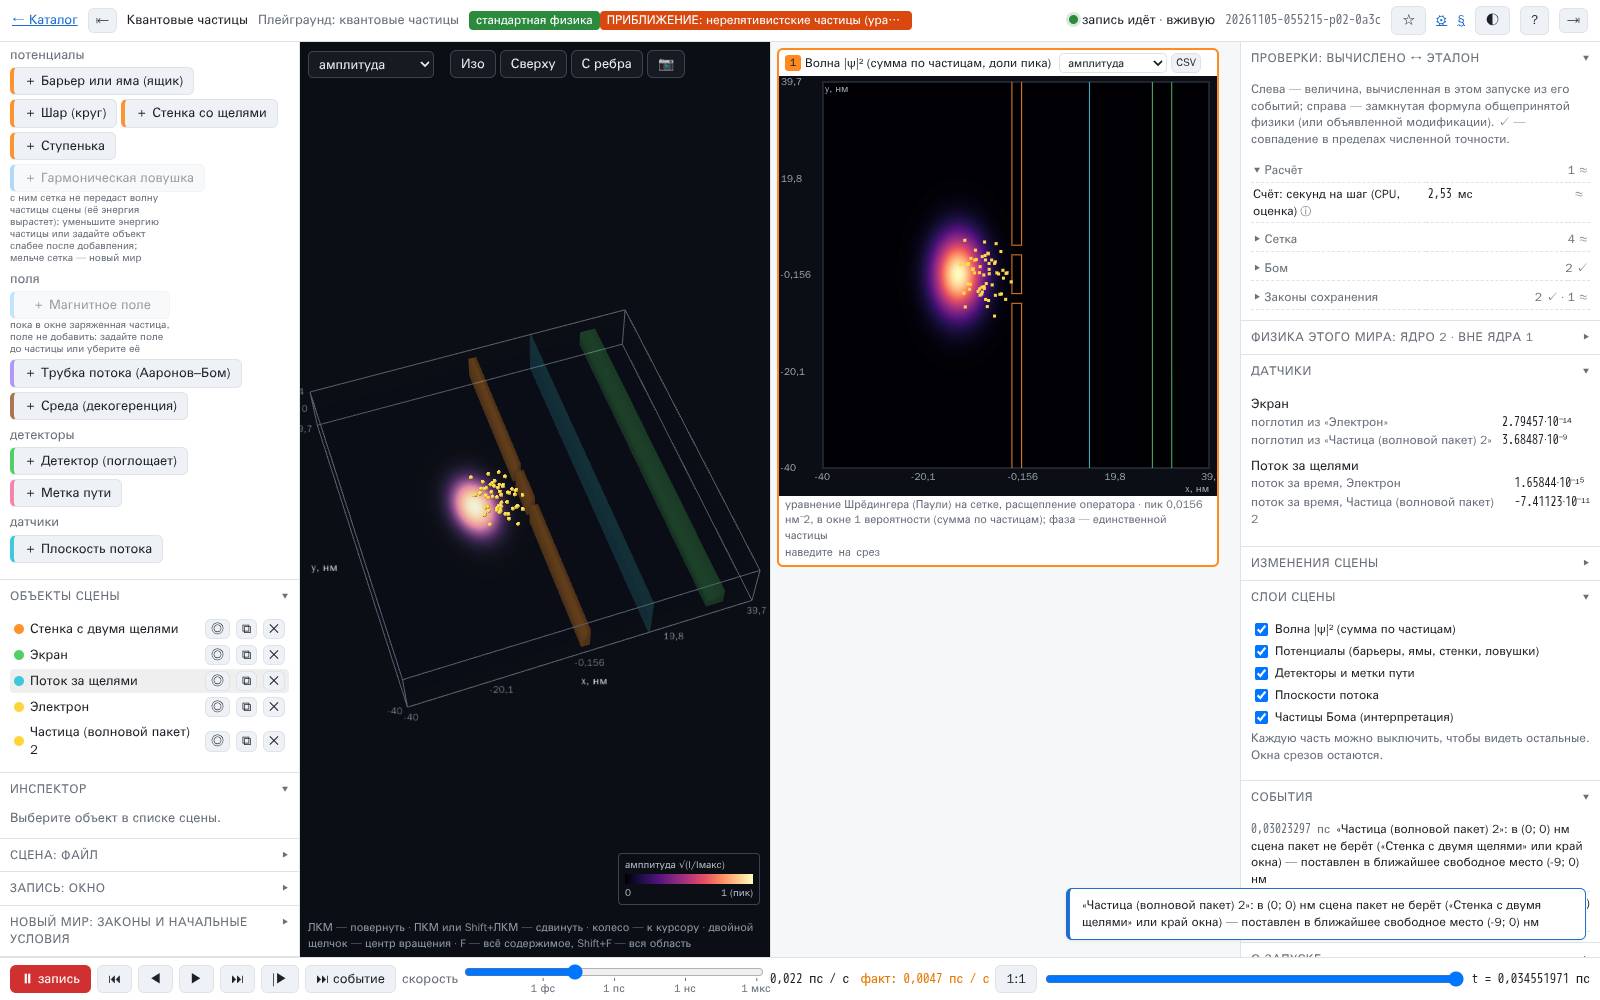 ← Каталог
⇤
Квантовые частицы
Плейграунд: квантовые частицы
стандартная физика
ПРИБЛИЖЕНИЕ: нерелятивистские частицы (ура…
запись идёт · вживую
20261105-055215-p02-0a3c
☆
⚙
§
?
⇥
потенциалы
+ Барьер или яма (ящик)
+ Шар (круг)
+ Стенка со щелями
+ Ступенька
+ Гармоническая ловушка
с ним сетка не передаст волну
частицы сцены (её энергия
вырастет): уменьшите энергию
частицы или задайте объект
слабее после добавления;
мельче сетка — новый мир
поля
+ Магнитное поле
пока в окне заряженная частица,
поле не добавить: задайте поле
до частицы или уберите её
+ Трубка потока (Ааронов–Бом)
+ Среда (декогеренция)
детекторы
+ Детектор (поглощает)
+ Метка пути
датчики
+ Плоскость потока
ОБЪЕКТЫ СЦЕНЫ
Стенка с двумя щелями
Экран
Поток за щелями
Электрон
Частица (волновой пакет)
2
ИНСПЕКТОР
Выберите объект в списке сцены.
СЦЕНА: ФАЙЛ
ЗАПИСЬ: ОКНО
НОВЫЙ МИР: ЗАКОНЫ И НАЧАЛЬНЫЕ
УСЛОВИЯ
амплитуда
Изо
Сверху
С ребра
y, нм
-40
-40
-20,1
-0,156
x, нм
19,8
39,7
амплитуда √(I/Iмакс)
0
1 (пик)
ЛКМ — повернуть · ПКМ или Shift+ЛКМ — сдвинуть · колесо — к курсору · двойной
щелчок — центр вращения · F — всё содержимое, Shift+F — вся область
1
Волна |ψ|² (сумма по частицам, доли пика)
амплитуда
CSV
39,7
y, нм
19,8
-0,156
-20,1
-40
-40
-20,1
-0,156
19,8
39,
x, нм
уравнение Шрёдингера (Паули) на сетке, расщепление оператора · пик 0,0156
нм⁻2, в окне 1 вероятности (сумма по частицам); фаза — единственной
частицы
наведите на срез
ПРОВЕРКИ: ВЫЧИСЛЕНО ↔ ЭТАЛОН
Слева — величина, вычисленная в этом запуске из его
событий; справа — замкнутая формула общепринятой
физики (или объявленной модификации). ✓ —
совпадение в пределах численной точности.
Расчёт 1 ≈
Счёт: секунд на шаг (CPU, 2,53 мс ≈
оценка) ⓘ
Сетка 4 ≈
Бом 2 ✓
Законы сохранения 2 ✓ · 1 ≈
ФИЗИКА ЭТОГО МИРА: ЯДРО 2 · ВНЕ ЯДРА 1
ДАТЧИКИ
Экран
поглотил из «Электрон» 2.79457·10⁻¹⁴
поглотил из «Частица (волновой пакет) 2» 3.68487·10⁻⁹
Поток за щелями
поток за время, Электрон 1.65844·10⁻¹⁵
поток за время, Частица (волновой пакет) -7.41123·10⁻¹¹
2
ИЗМЕНЕНИЯ СЦЕНЫ
СЛОИ СЦЕНЫ
Волна |ψ|² (сумма по частицам)
Потенциалы (барьеры, ямы, стенки, ловушки)
Детекторы и метки пути
Плоскости потока
Частицы Бома (интерпретация)
Каждую часть можно выключить, чтобы видеть остальные.
Окна срезов остаются.
СОБЫТИЯ
0,03023297 пс «Частица (волновой пакет) 2»: в (0; 0) нм
сцена пакет не берёт («Стенка с двумя щелями» или край
окна) — поставлен в ближайшее свободное место (-9; 0)
нм
«Частица (волновой пакет) 2»: в (0; 0) нм сцена пакет не берёт («Стенка с двумя
щелями» или край окна) — поставлен в ближайшее свободное место (-9; 0) нм
запись
событие
скорость
1 фс
1 пс
1 нс
1 мкс
0,022 пс / с
факт: 0,0047 пс / с
1:1
t = 0,034551971 пс